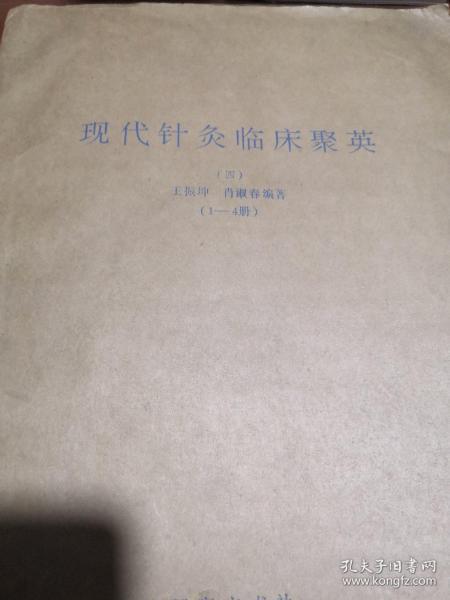 现代针灸临床聚英
(四)
王振坤 肖淑春编著
(1—4册)
孔夫子旧书网
www.kongfz.com